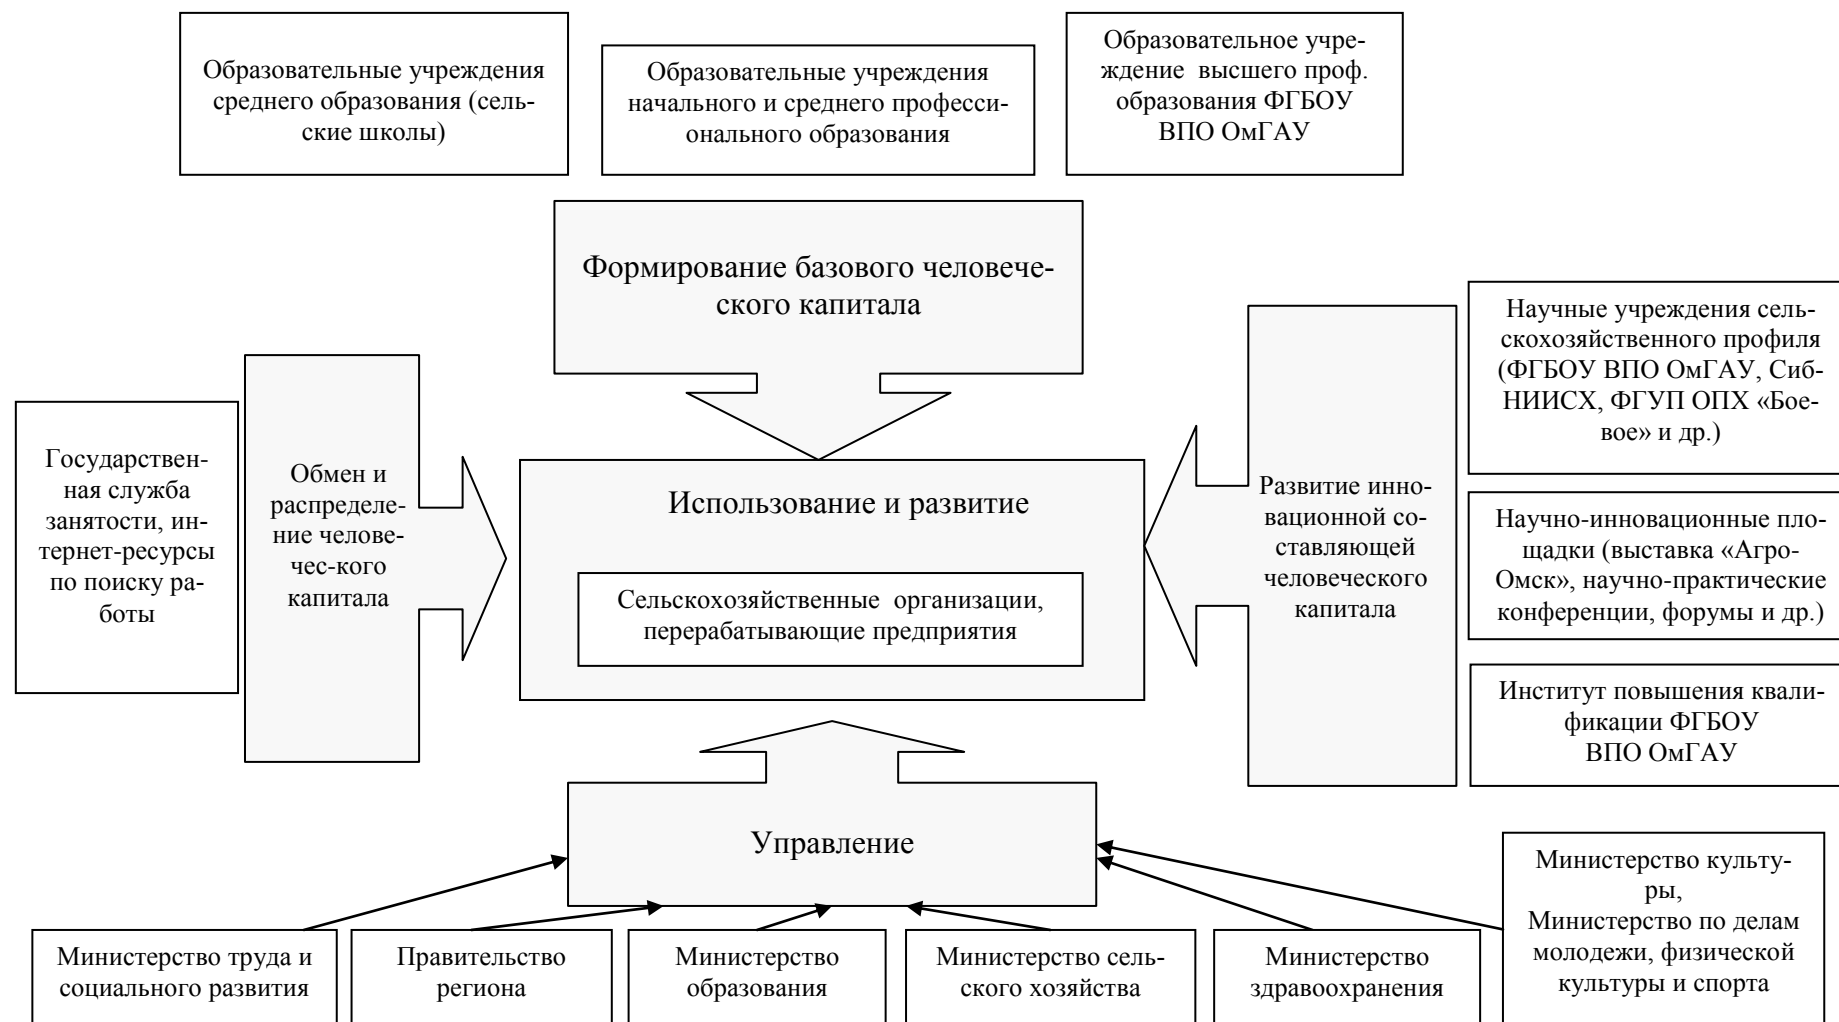 Образовательные учреждения
среднего образования (сель-
ские школы)
Образовательные учреждения
начального и среднего професси-
онального образования
Образовательное учре-
ждение высшего проф.
образования ФГБОУ
ВПО ОмГАУ
Формирование базового человече-
ского капитала
Государствен-
ная служба
занятости, ин-
тернет-ресурсы
по поиску ра-
боты
Обмен и
распределе-
ние челове-
чес-кого
капитала
Использование и развитие
Сельскохозяйственные организации,
перерабатывающие предприятия
Развитие инно-
вационной со-
ставляющей
человеческого
капитала
Научные учреждения сель-
скохозяйственного профиля
(ФГБОУ ВПО ОмГАУ, Сиб-
НИИСХ, ФГУП ОПХ «Бое-
вое» и др.)
Научно-инновационные пло-
щадки (выставка «Агро-
Омск», научно-практические
конференции, форумы и др.)
Институт повышения квали-
фикации ФГБОУ
ВПО ОмГАУ
Управление
Министерство труда и
социального развития
Правительство
региона
Министерство
образования
Министерство сель-
ского хозяйства
Министерство
здравоохранения
Министерство культу-
ры,
Министерство по делам
молодежи, физической
культуры и спорта